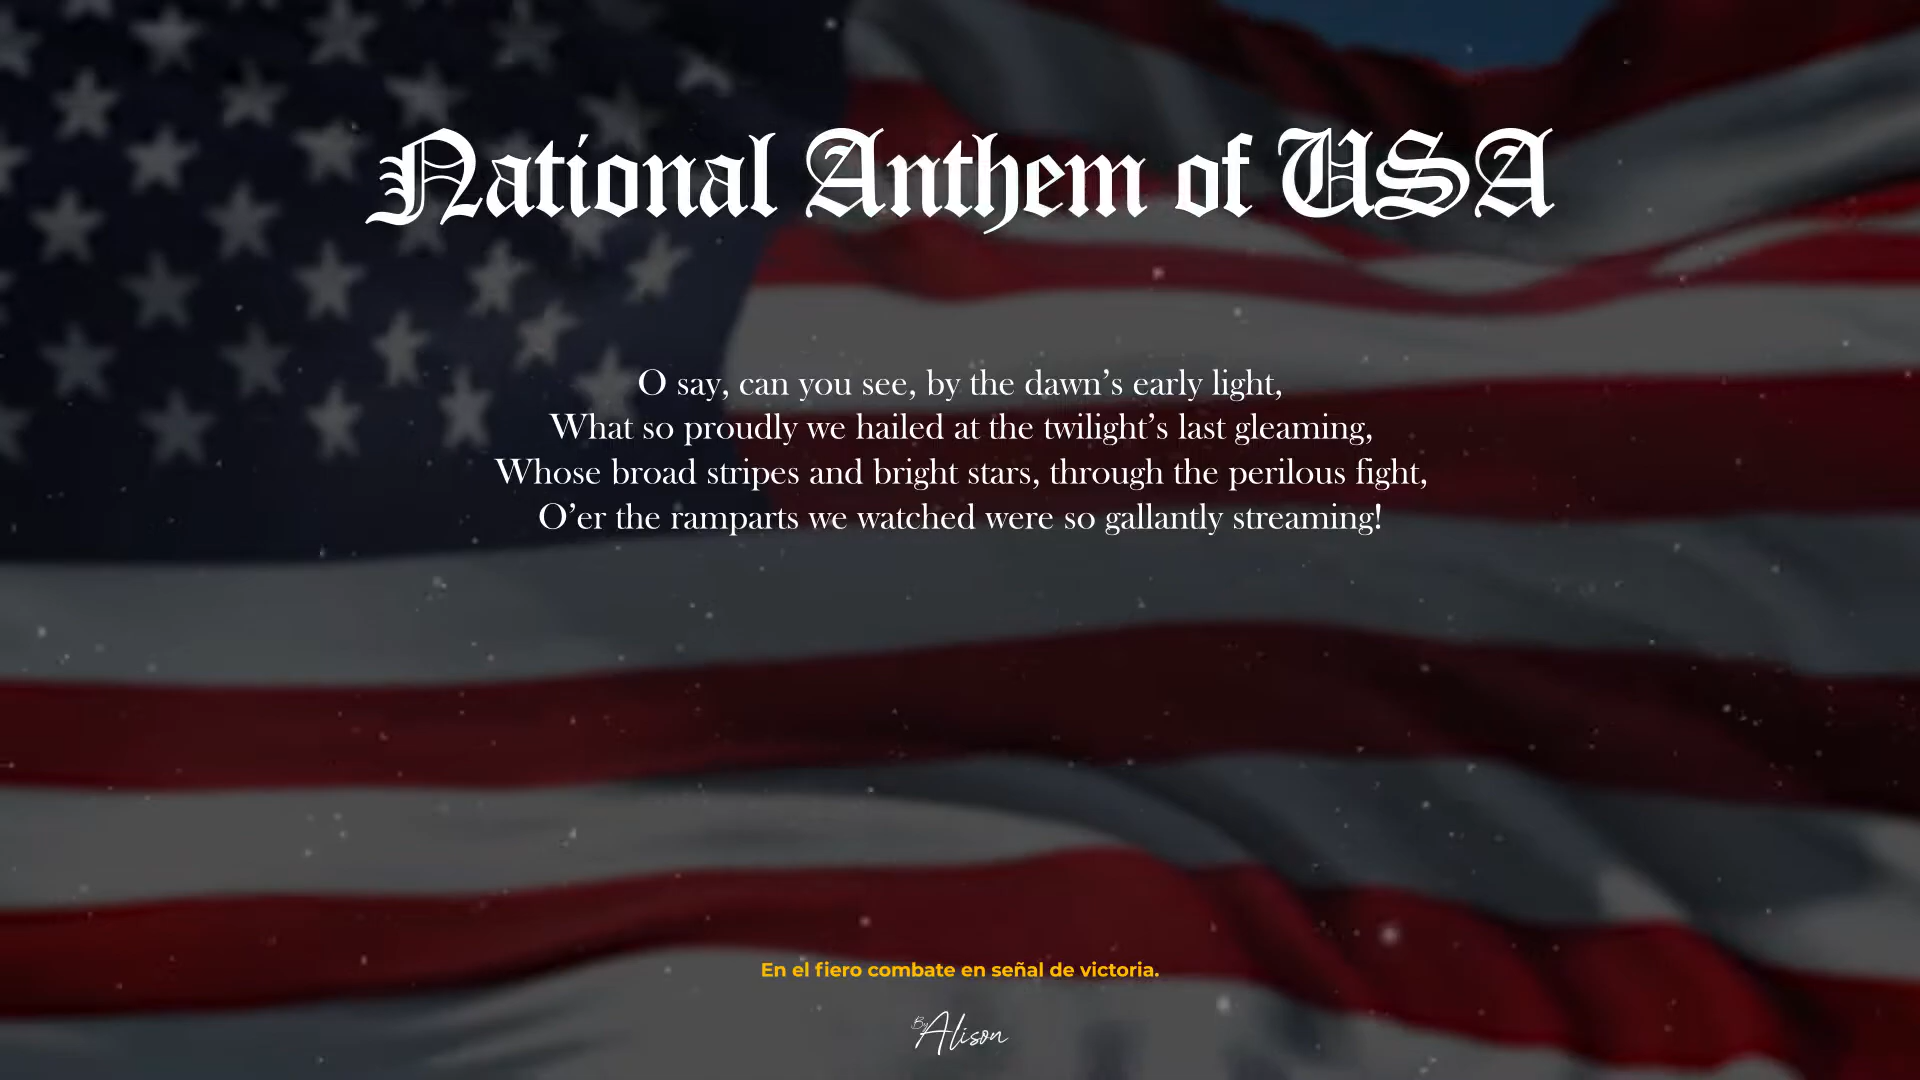 National Anthem of USA
O say, can you see, by the dawn’s early light,
What so proudly we hailed at the twilight’s last gleaming,
Whose broad stripes and bright stars, through the perilous fight,
O’er the ramparts we watched were so gallantly streaming!
En el fiero combate en señal de victoria.
By Alison